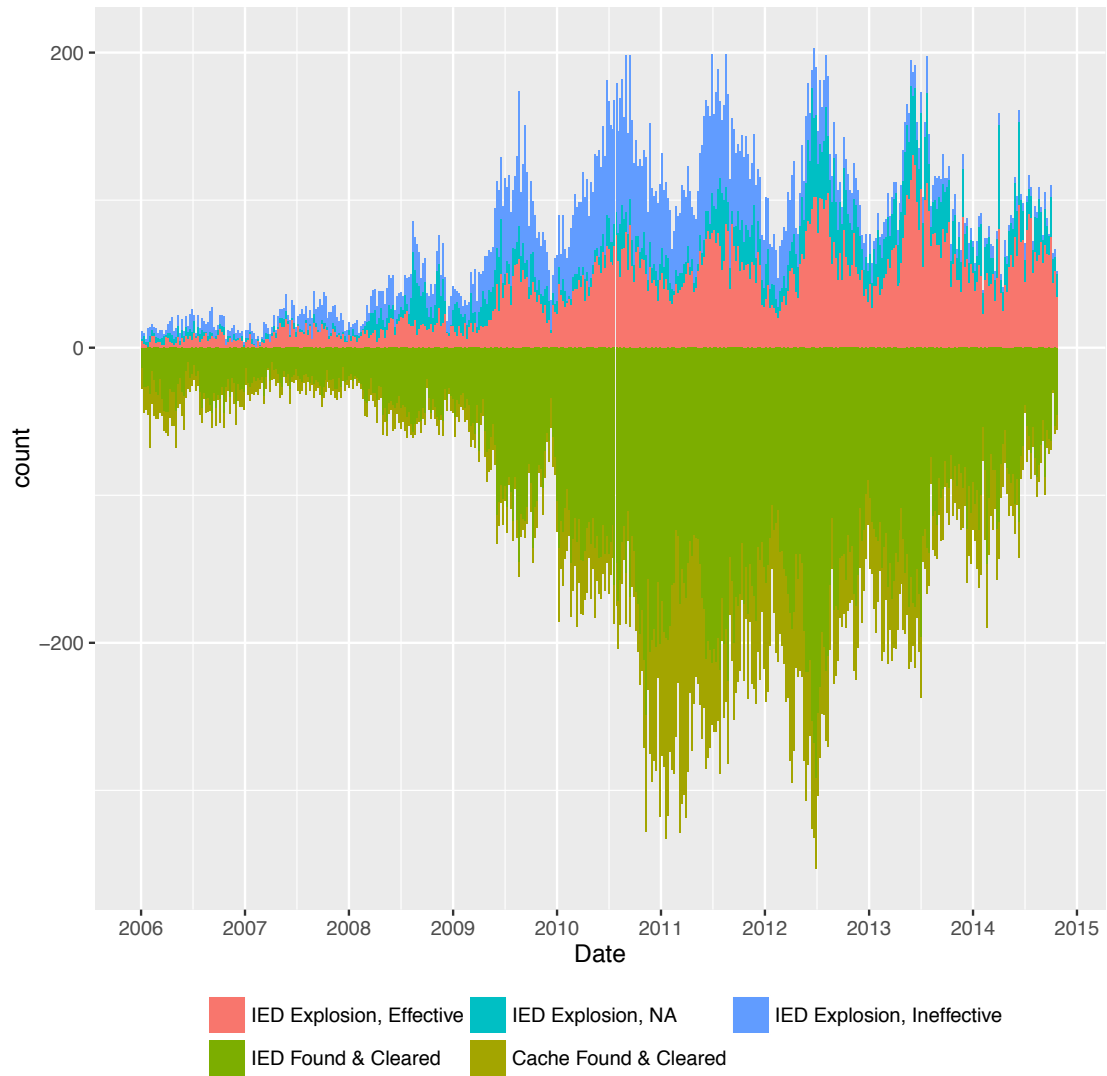 200
0
−200
count
2006 2007 2008 2009 2010 2011 2012 2013 2014 2015
Date
IED Explosion, Effective IED Explosion, NA IED Explosion, Ineffective
IED Found & Cleared Cache Found & Cleared